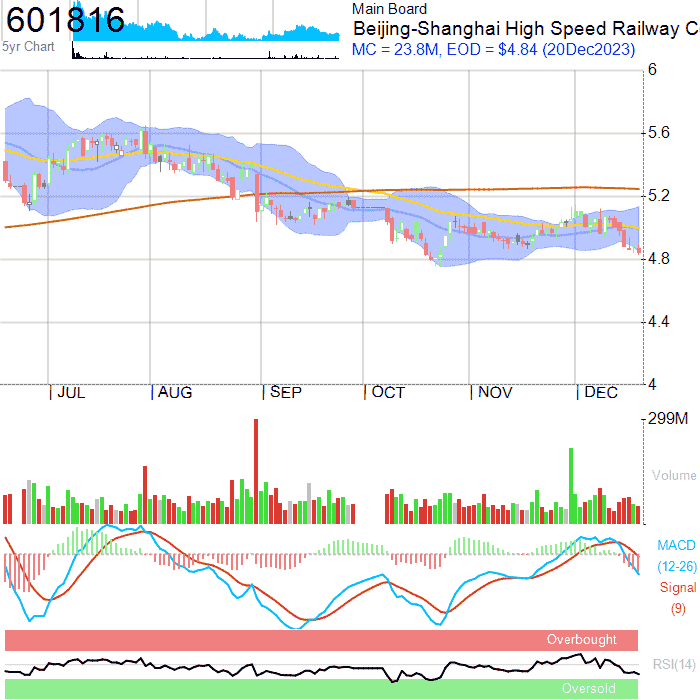 601816
5yr Chart
Main Board
Beijing-Shanghai High Speed Railway C
MC = 23.8M, EOD = $4.84 (20Dec2023)
6
5.6
5.2
4.8
4.4
4
JUL AUG SEP OCT NOV DEC
299M
Volume
MACD
(12-26)
Signal
(9)
Overbought
RSI(14)
Oversold